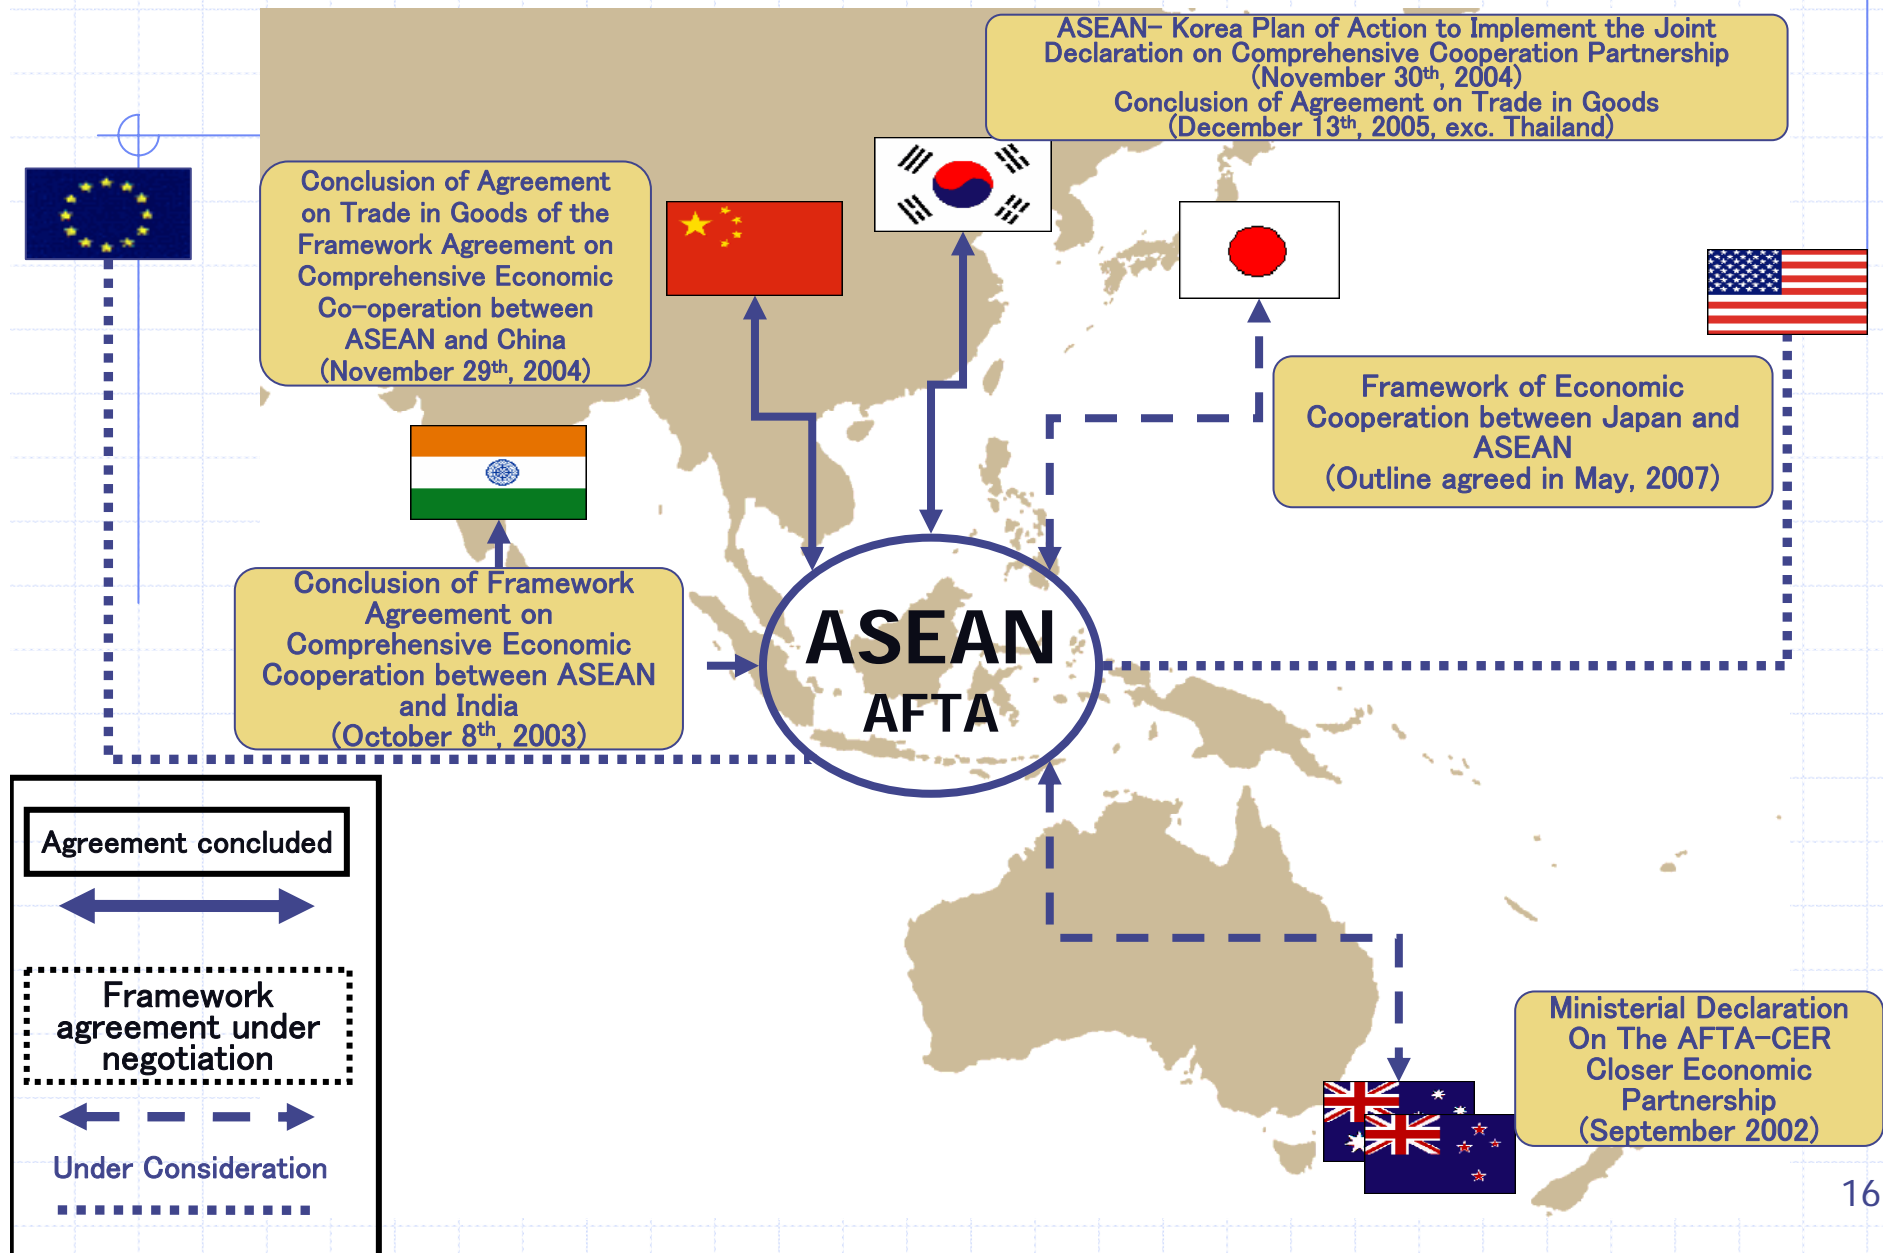 ASEAN- Korea Plan of Action to Implement the Joint
Declaration on Comprehensive Cooperation Partnership
(November 30th, 2004)
Conclusion of Agreement on Trade in Goods
(December 13th, 2005, exc. Thailand)
Conclusion of Agreement
on Trade in Goods of the
Framework Agreement on
Comprehensive Economic
Co-operation between
ASEAN and China
(November 29th, 2004)
Framework of Economic
Cooperation between Japan and
ASEAN
(Outline agreed in May, 2007)
Conclusion of Framework
Agreement on
Comprehensive Economic
Cooperation between ASEAN
and India
(October 8th, 2003)
ASEAN
AFTA
Agreement concluded
Framework
agreement under
negotiation
Under Consideration
Ministerial Declaration
On The AFTA-CER
Closer Economic
Partnership
(September 2002)
16